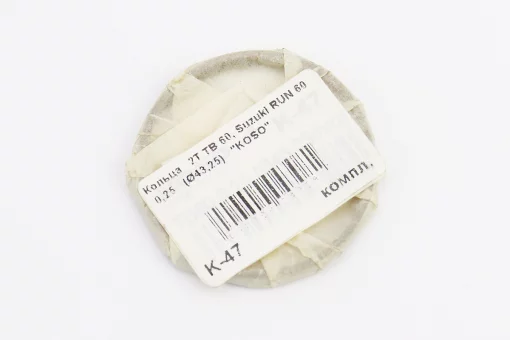 Кольца 2T TB 60, Suzuki RUN 60
0,25 (Ø43,25) "KOSO"
К-47
КОМПЛ.